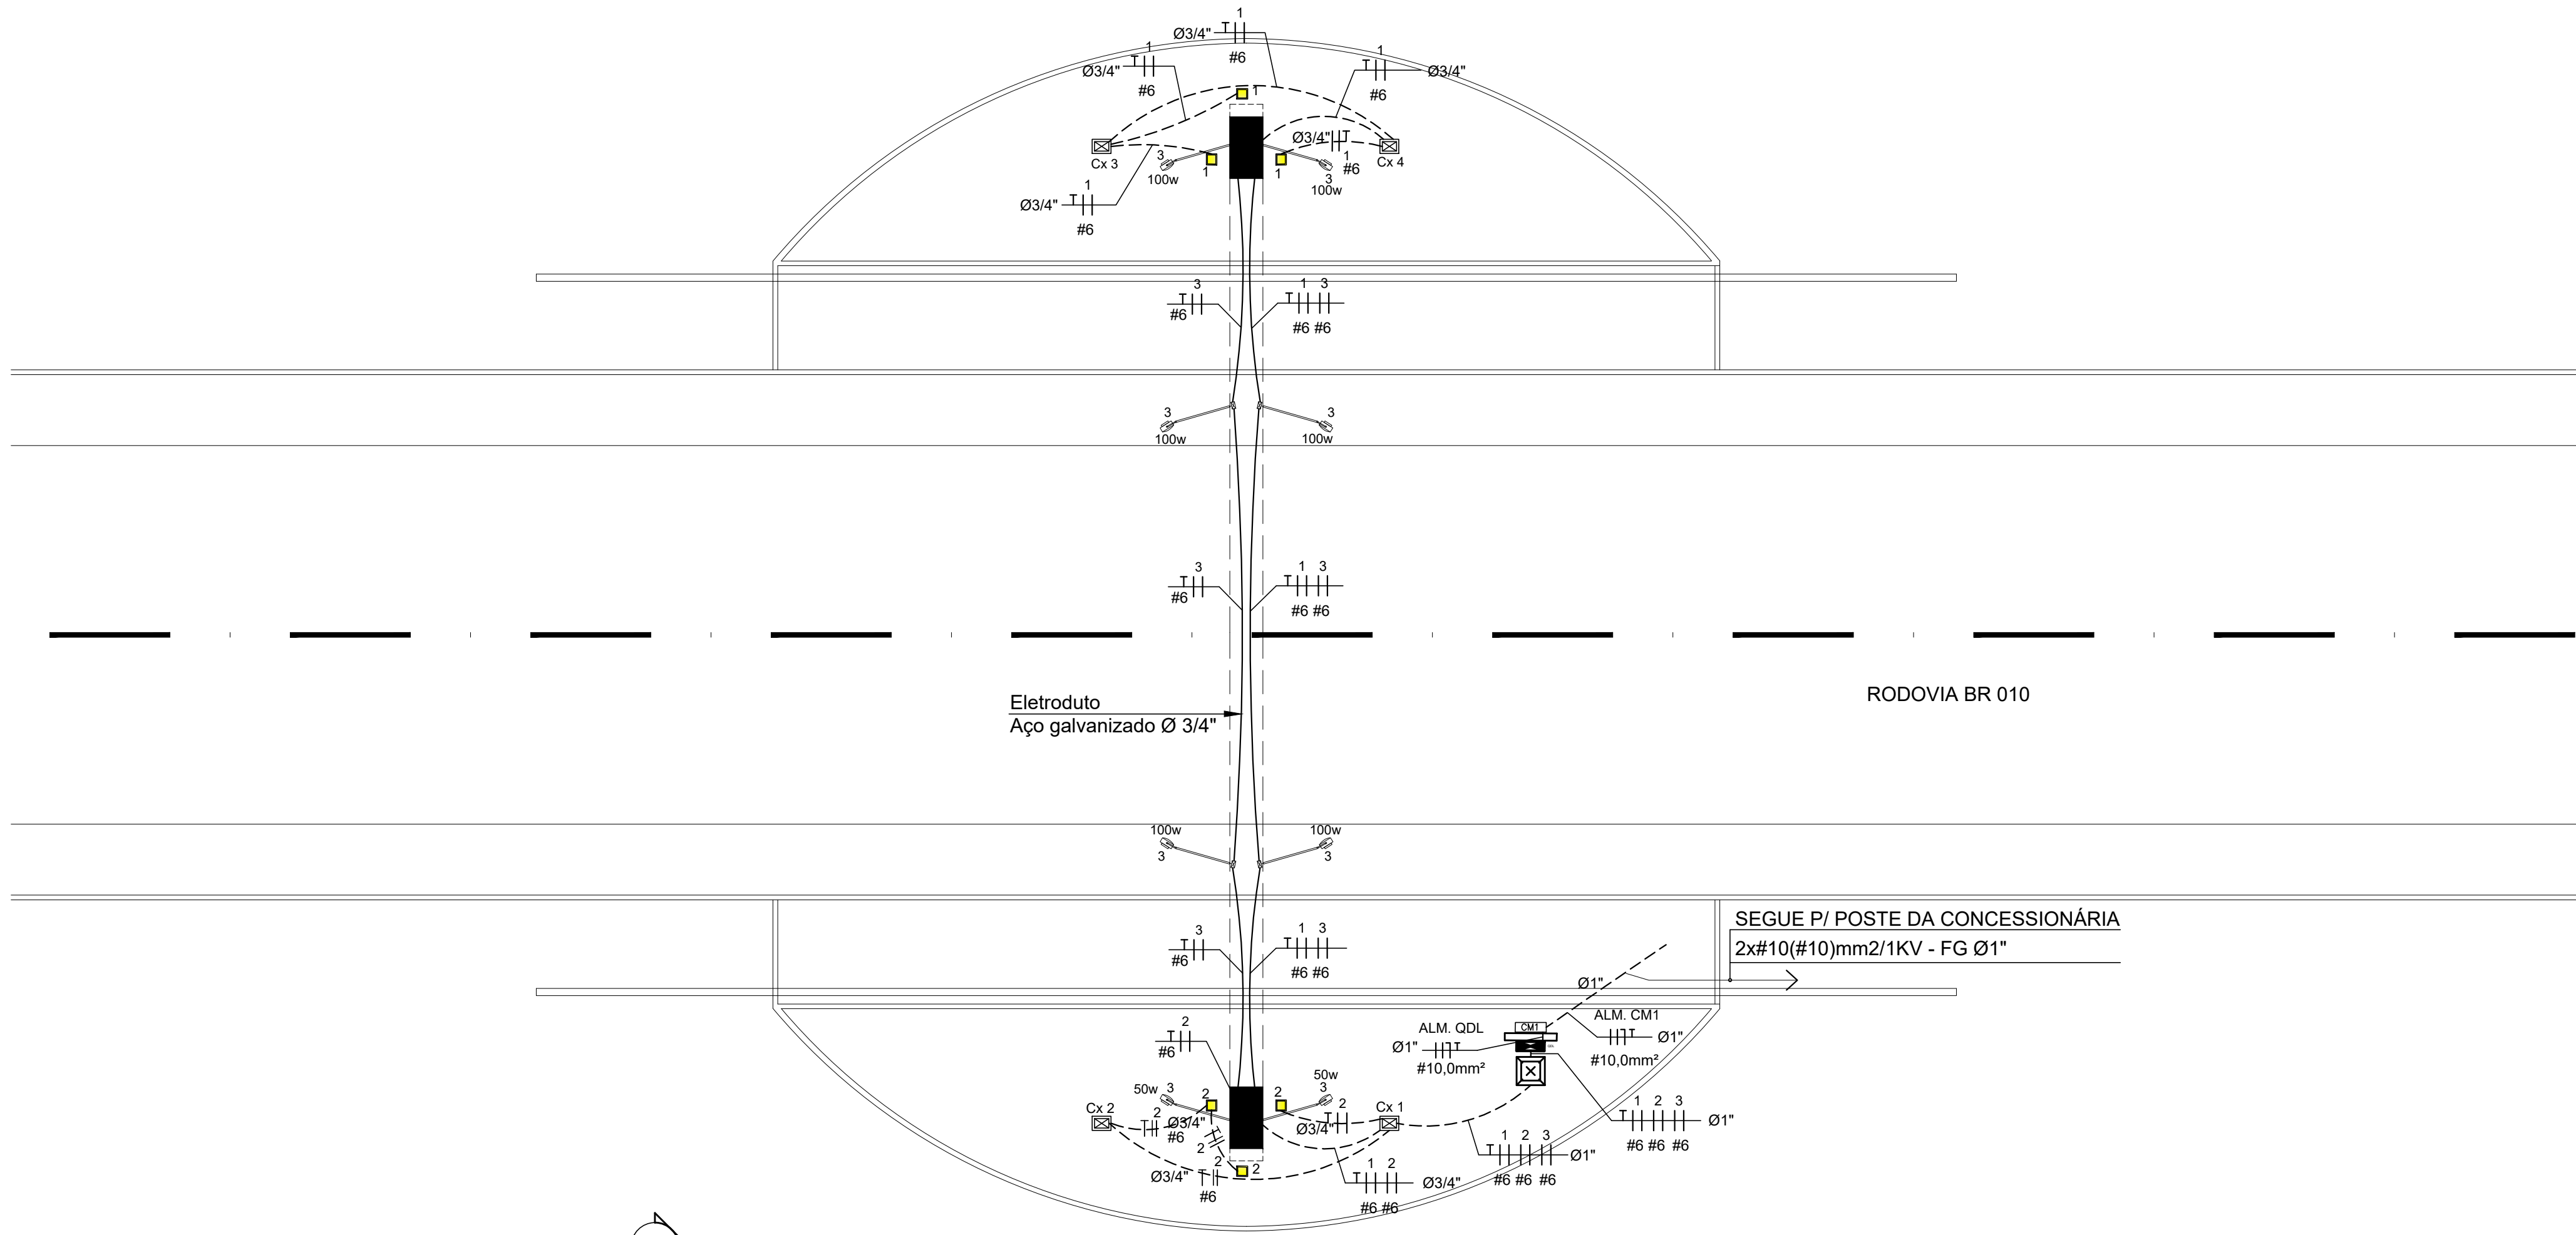 1
T
Ø3/4"
#6
1
T
Ø3/4"
#6
1
T
Ø3/4"
#6
1
Cx 3
3
100w
1
Ø3/4"
T
1
#6
Cx 4
3
100w
1
1
T
Ø3/4"
#6
3
T
#6
1 3
T
#6 #6
3
100w
3
100w
3
T
#6
1 3
T
#6 #6
Eletroduto
Aço galvanizado Ø 3/4"
RODOVIA BR 010
100w
3
100w
3
3
T
#6
1 3
T
#6 #6
SEGUE P/ POSTE DA CONCESSIONÁRIA
2x#10(#10)mm2/1KV - FG Ø1"
Ø1"
2
T
#6
ALM. QDL
Ø1"
T
#10,0mm²
CM1
ALM. CM1
T
Ø1"
#10,0mm²
50w 3
2
2
50w
3
Cx 2
2
T
Ø3/4"
#6
2
2
T
Ø3/4"
Cx 1
1 2 3
T
Ø1"
#6 #6 #6
1 2 3
T
Ø1"
#6 #6 #6
2
Ø3/4"
T
#6
2
1 2
T
Ø3/4"
#6 #6